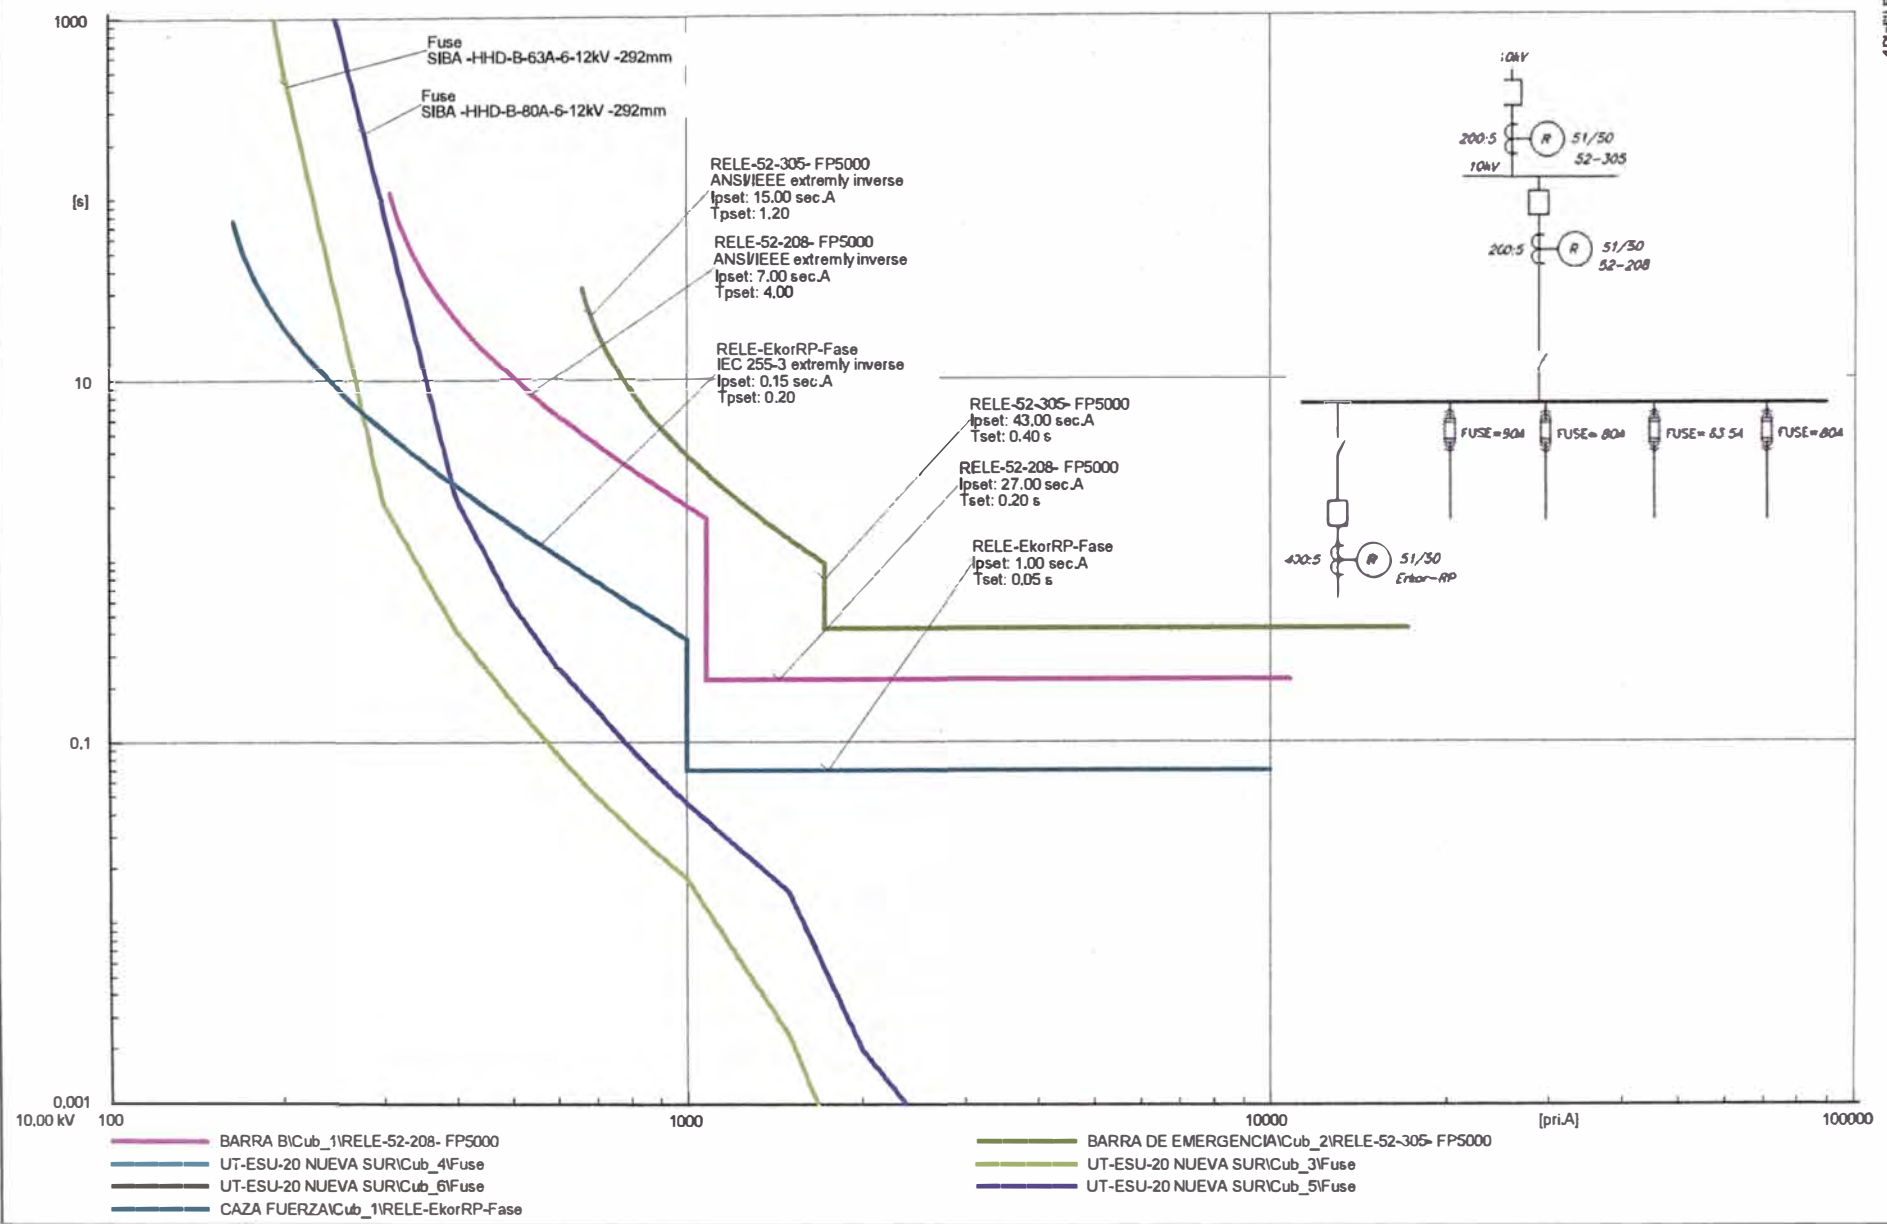 1000
[s]
10
0.1
0.001
10.00 kV
100
1000
10000
[pri.A]
100000
Fuse
SIBA -HHD-B-63A-6-12kV -292mm
Fuse
SIBA -HHD-B-80A-6-12kV -292mm
RELE-52-305- FP5000
ANSI/IEEE extremly inverse
Ipset: 15.00 sec.A
Tpset: 1.20
RELE-52-208- FP5000
ANSI/IEEE extremly inverse
Ipset: 7.00 sec.A
Tpset: 4.00
RELE-EkorRP-Fase
IEC 255-3 extremly inverse
Ipset: 0.15 sec.A
Tpset: 0.20
RELE-52-305- FP5000
Ipset: 43.00 sec.A
Tset: 0.40 s
RELE-52-208- FP5000
Ipset: 27.00 sec.A
Tset: 0.20 s
RELE-EkorRP-Fase
Ipset: 1.00 sec.A
Tset: 0.05 s
200:5
R
51/50
52-305
10kV
200:5
R
51/50
52-208
FUSE=80A
FUSE=80A
400:5
R
51/50
BARRA B\Cub_1\RELE-52-208- FP5000
UT-ESU-20 NUEVA SUR\Cub_4\Fuse
UT-ESU-20 NUEVA SUR\Cub_6\Fuse
CAZA FUERZA\Cub_1\RELE-EkorRP-Fase
BARRA DE EMERGENCIA\Cub_2\RELE-52-305- FP5000
UT-ESU-20 NUEVA SUR\Cub_3\Fuse
UT-ESU-20 NUEVA SUR\Cub_5\Fuse